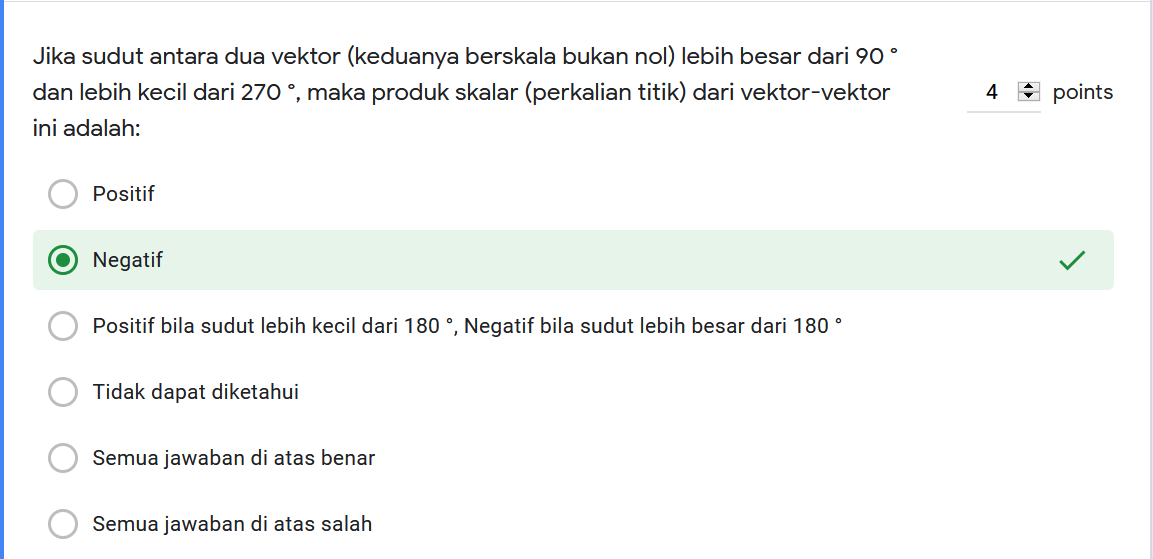 Jika sudut antara dua vektor (keduanya berskala bukan nol) lebih besar dari 90 °
dan lebih kecil dari 270 °, maka produk skalar (perkalian titik) dari vektor-vektor
ini adalah:
4 points
Positif
Negatif
Positif bila sudut lebih kecil dari 180 °, Negatif bila sudut lebih besar dari 180 °
Tidak dapat diketahui
Semua jawaban di atas benar
Semua jawaban di atas salah